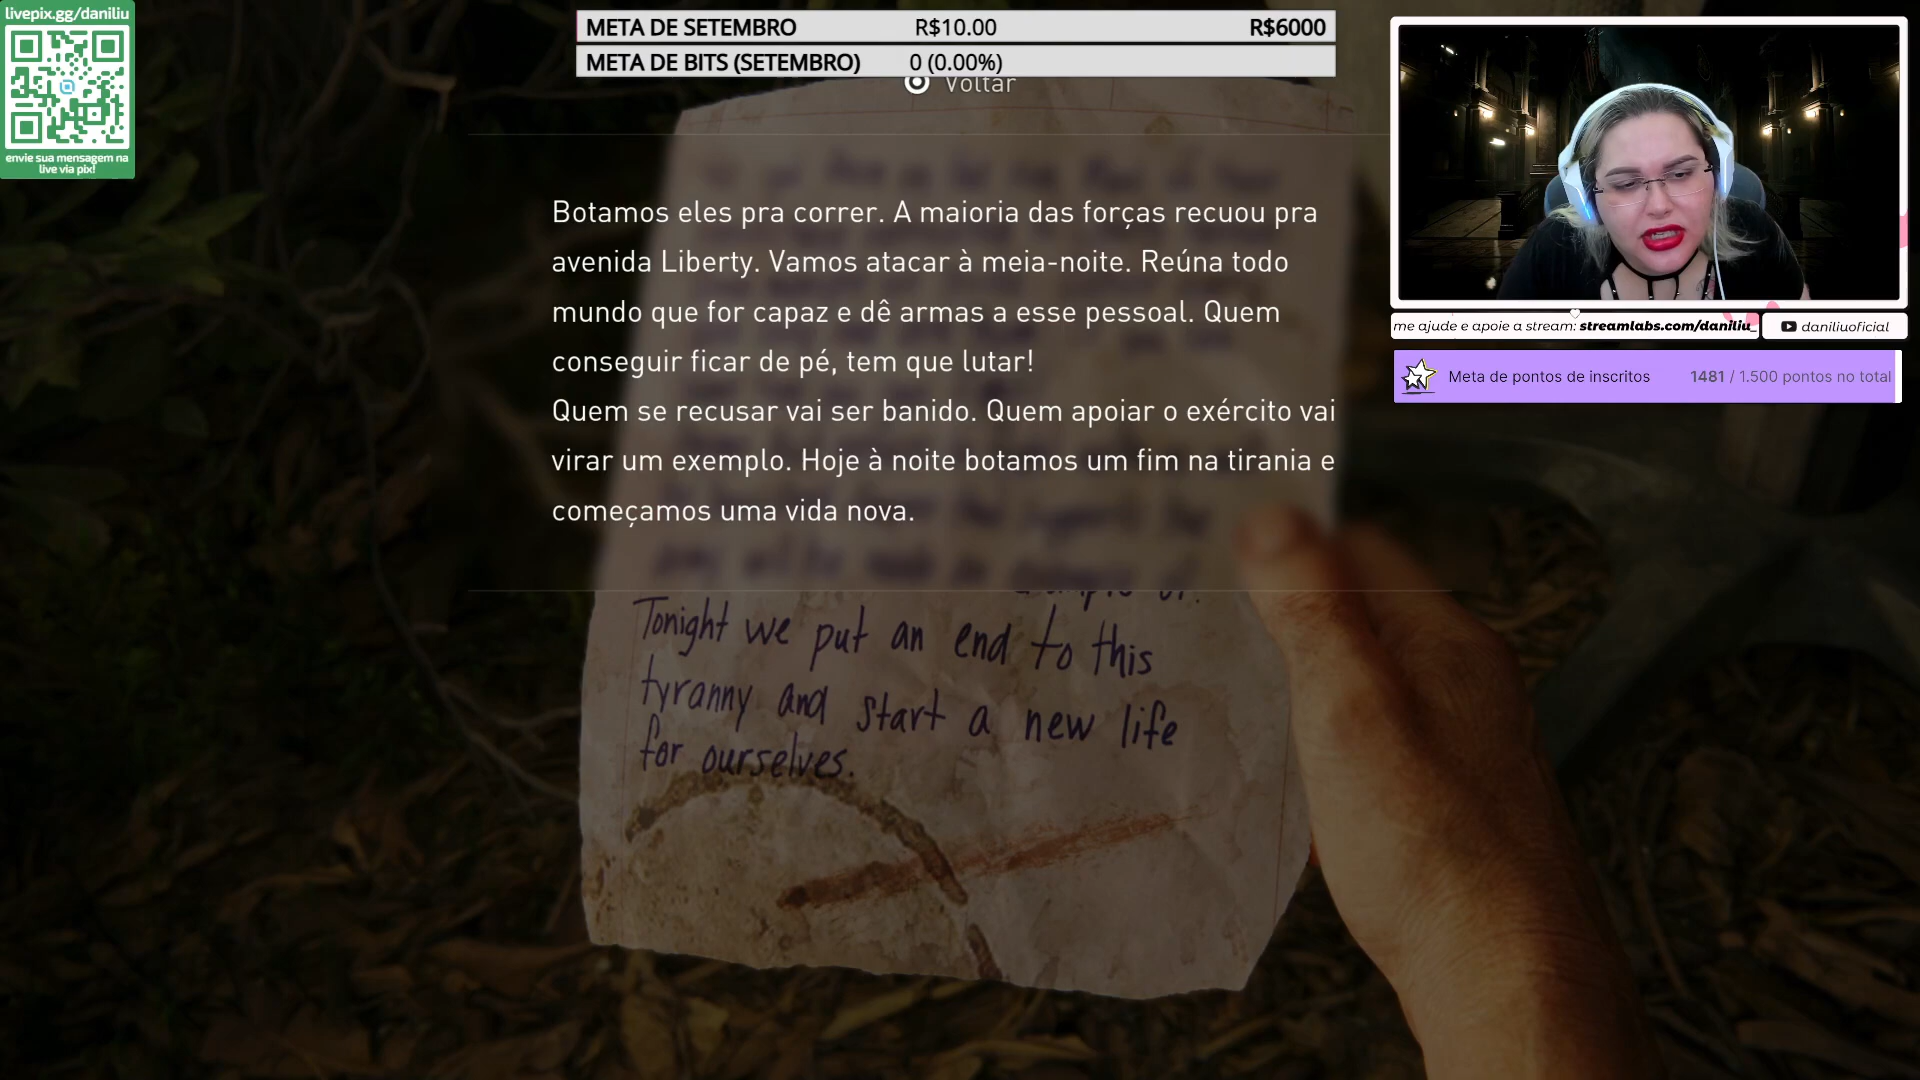 livepix.gg/daniliu
envie sua mensagem na
live via pix!
META DE SETEMBRO R$10.00 R$6000
META DE BITS (SETEMBRO) 0 (0.00%)
Voltar
Botamos eles pra correr. A maioria das forças recuou pra
avenida Liberty. Vamos atacar à meia-noite. Reúna todo
mundo que for capaz e dê armas a esse pessoal. Quem
conseguir ficar de pé, tem que lutar!
Quem se recusar vai ser banido. Quem apoiar o exército vai
virar um exemplo. Hoje à noite botamos um fim na tirania e
começamos uma vida nova.
Tonight we put an end to this
tyranny and start a new life
for ourselves.
me ajude e apoie a stream: streamlabs.com/daniliu_
daniliuoficial
Meta de pontos de inscritos 1481 / 1.500 pontos no total